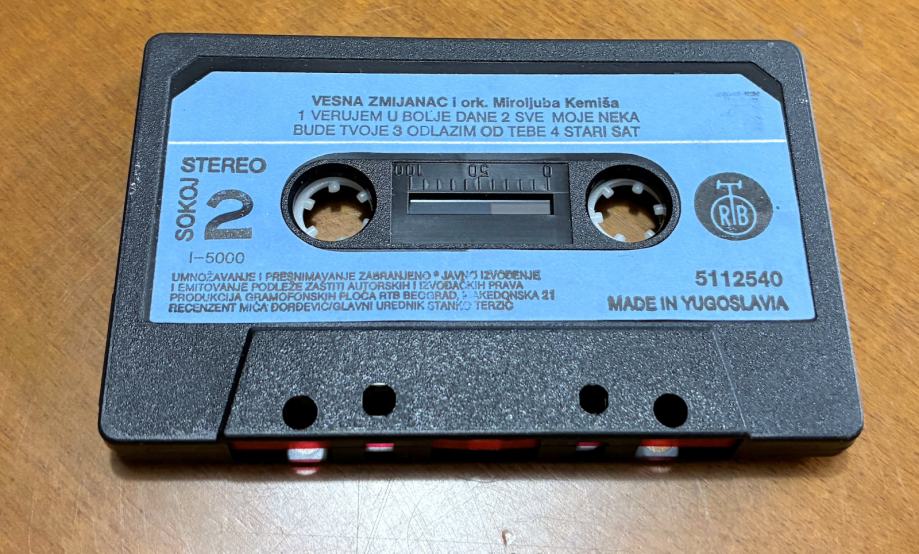 VESNA ZMIJANAC i ork. Miroljuba Kemiša
1 VERUJEM U BOLJE DANE 2 SVE MOJE NEKA
BUDE TVOJE 3 ODLAZIM OD TEBE 4 STARI SAT
STEREO
SOKOJ
2
I-5000
100 50 0
RTB
UMNOŽAVANJE I PRESNIMAVANJE ZABRANJENO * JAVNO IZVOĐENJE
I EMITOVANJE PODLEŽE ZAŠTITI AUTORSKIH I IZVOĐAČKIH PRAVA
PRODUKCIJA GRAMOFONSKIH PLOČA RTB BEOGRAD, MAKEDONSKA 21
RECENZENT MIĆA ĐORĐEVIĆ/GLAVNI UREDNIK STANKO TERZIĆ
5112540
MADE IN YUGOSLAVIA